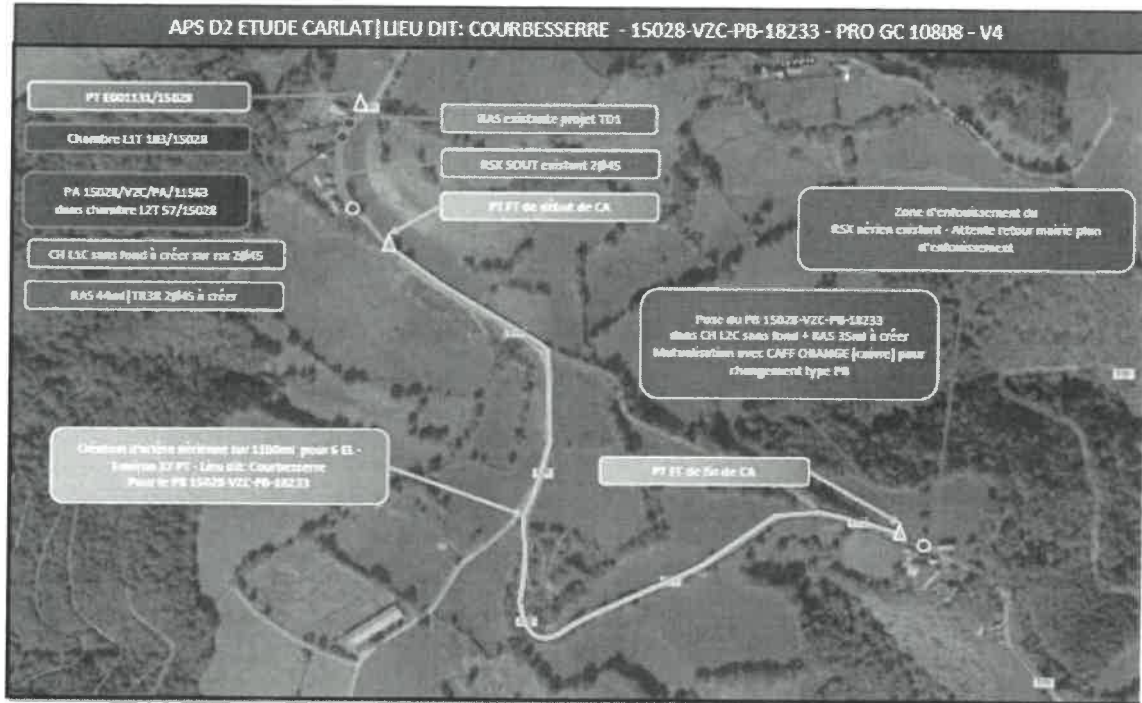 APS D2 ETUDE CARLAT|LIEU DIT: COURBESSERRE - 15028-VZC-PB-18233 - PRO GC 10808 - V4
PT E001131/15028
Chambre L1T 183/15028
PA 15028/VZC/PA/11563
dans chambre L2T 57/15028
CH L1C sans fond à créer sur rsx 2Ø45
RAS 44ml|TR3R 2Ø45 à créer
RAS existante projet TD1
RSX SOUT existant 2Ø45
PT FT de début de CA
Zone d'enfouissement du
RSX aérien existant - Attente retour mairie plan
d'enfouissement
Pose du PB 15028-VZC-PB-18233
dans CH L2C sans fond + RAS 35ml à créer
Mutualisation avec CAFF ORANGE (cuivre) pour
changement type PB
Création d'artère aérienne sur 1100ml pour 6 EL -
Environ 37 PT - Lieu dit: Courbesserre
Pour le PB 15028-VZC-PB-18233
PT FT de fin de CA